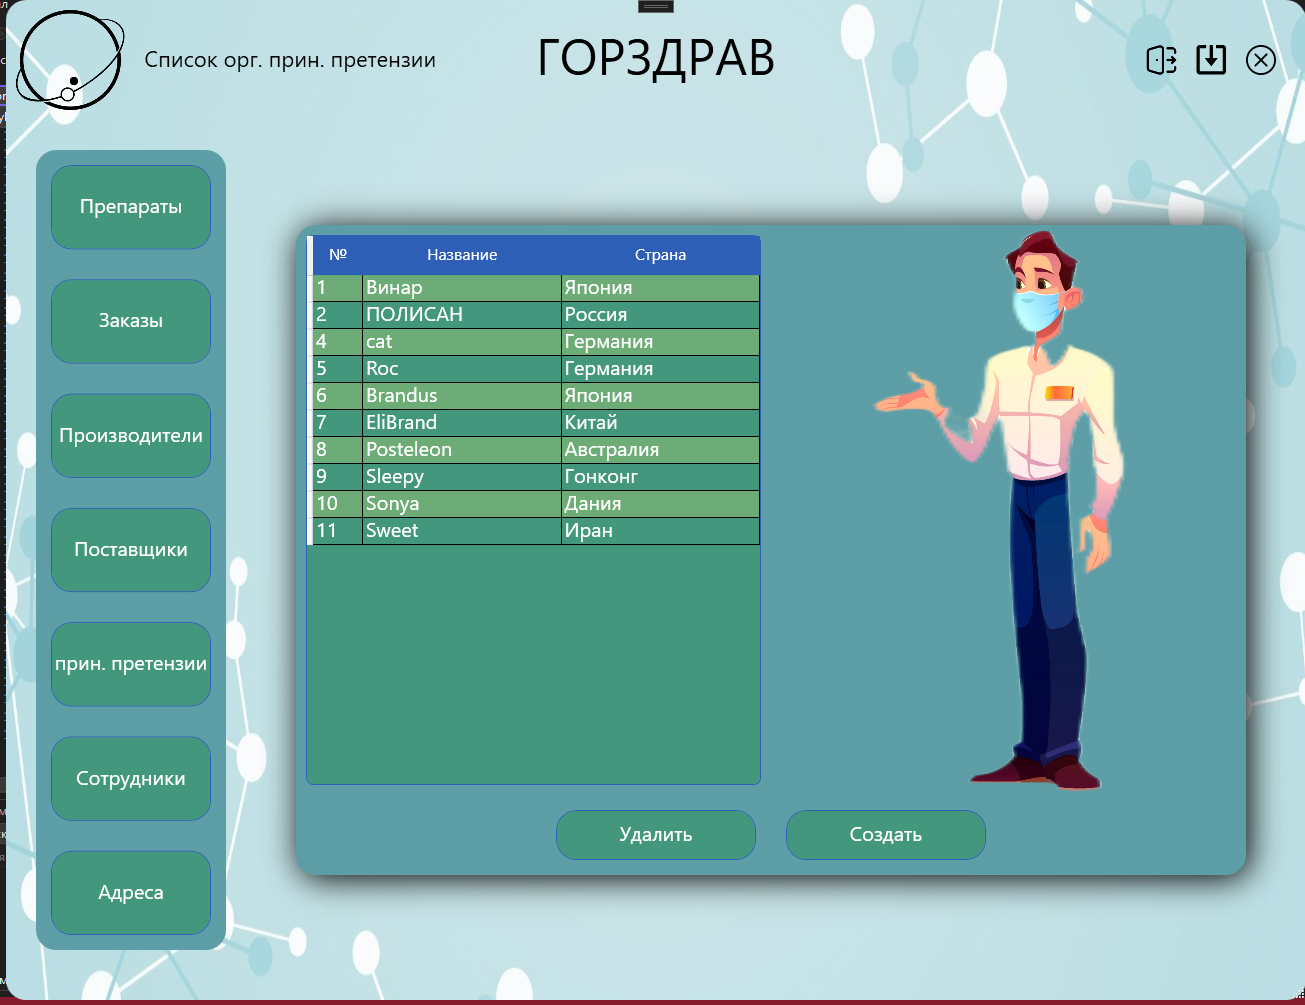 Список орг. прин. претензии
ГОРЗДРАВ
Препараты
Заказы
Производители
Поставщики
прин. претензии
Сотрудники
Адреса
№ Название Страна
1 Винар Япония
2 ПОЛИСАН Россия
4 cat Германия
5 Roc Германия
6 Brandus Япония
7 EliBrand Китай
8 Posteleon Австралия
9 Sleepy Гонконг
10 Sonya Дания
11 Sweet Иран
Удалить
Создать